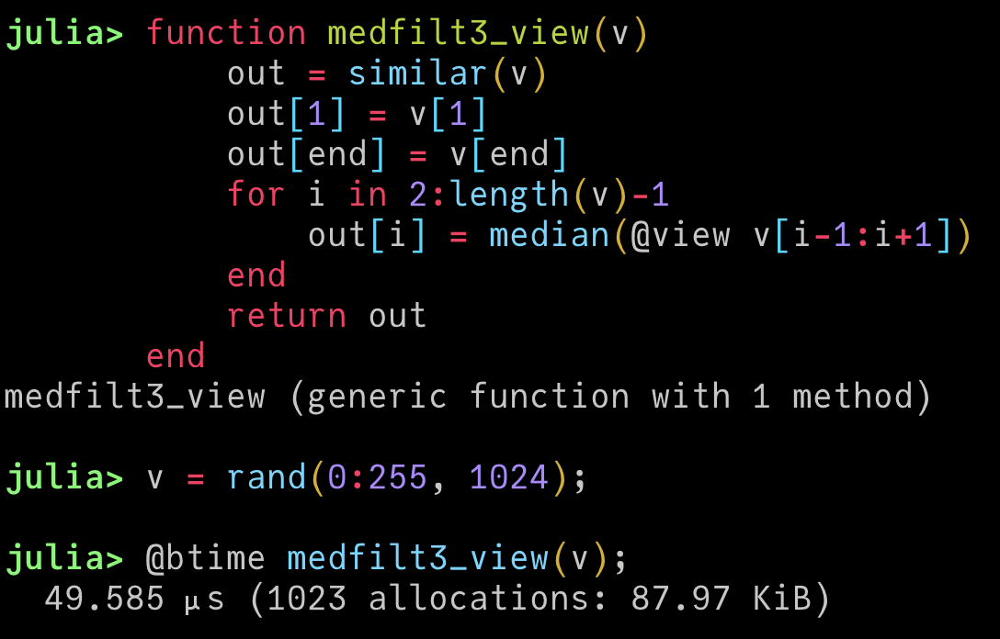 julia> function medfilt3_view(v)
           out = similar(v)
           out[1] = v[1]
           out[end] = v[end]
           for i in 2:length(v)-1
               out[i] = median(@view v[i-1:i+1])
           end
           return out
       end
medfilt3_view (generic function with 1 method)

julia> v = rand(0:255, 1024);

julia> @btime medfilt3_view(v);
  49.585 μs (1023 allocations: 87.97 KiB)